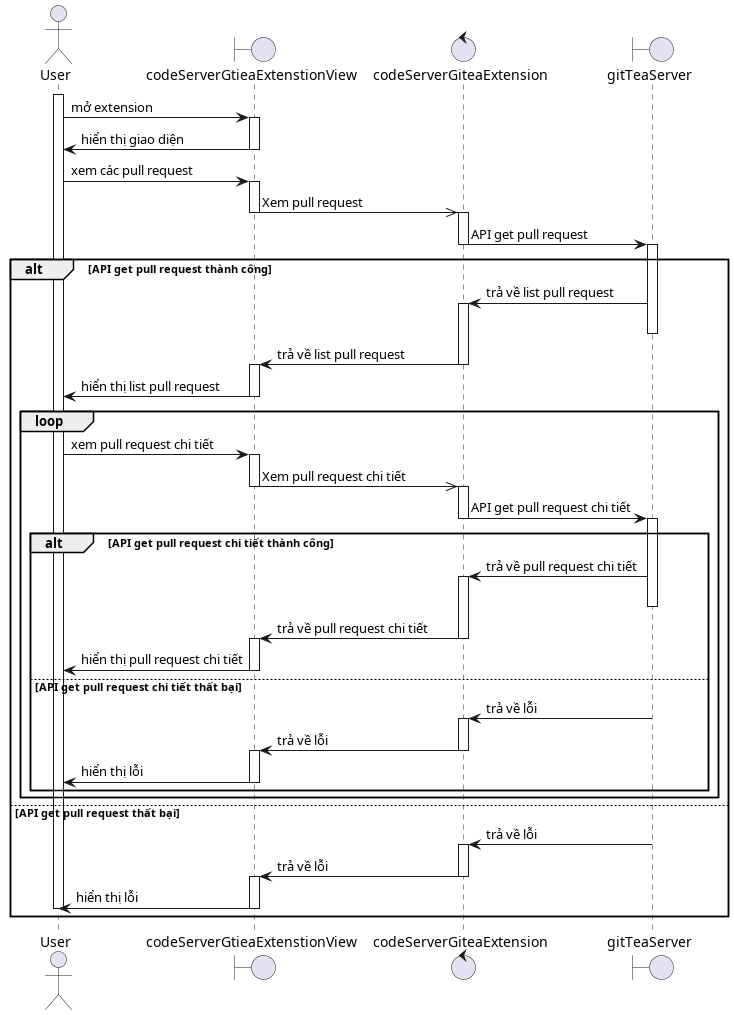 User
codeServerGtieaExtenstionView
codeServerGiteaExtension
gitTeaServer
mở extension
hiển thị giao diện
xem các pull request
Xem pull request
API get pull request
alt
[API get pull request thành công]
trả về list pull request
trả về list pull request
hiển thị list pull request
loop
xem pull request chi tiết
Xem pull request chi tiết
API get pull request chi tiết
alt
[API get pull request chi tiết thành công]
trả về pull request chi tiết
trả về pull request chi tiết
hiển thị pull request chi tiết
[API get pull request chi tiết thất bại]
trả về lỗi
trả về lỗi
hiển thị lỗi
[API get pull request thất bại]
trả về lỗi
trả về lỗi
hiển thị lỗi
User
codeServerGtieaExtenstionView
codeServerGiteaExtension
gitTeaServer